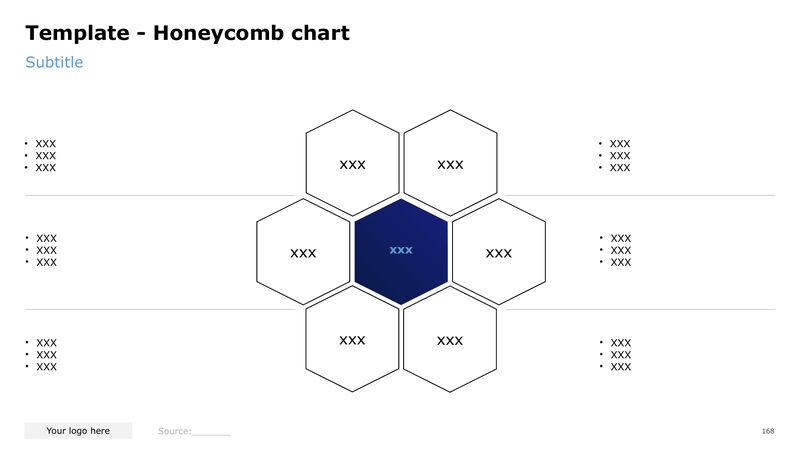 Template - Honeycomb chart
Subtitle
• XXX
• XXX
• XXX
• XXX
• XXX
• XXX
• XXX
• XXX
• XXX
xxx
xxx
xxx
xxx
xxx
xxx
xxx
• XXX
• XXX
• XXX
• XXX
• XXX
• XXX
• XXX
• XXX
• XXX
Your logo here
Source:_______
168